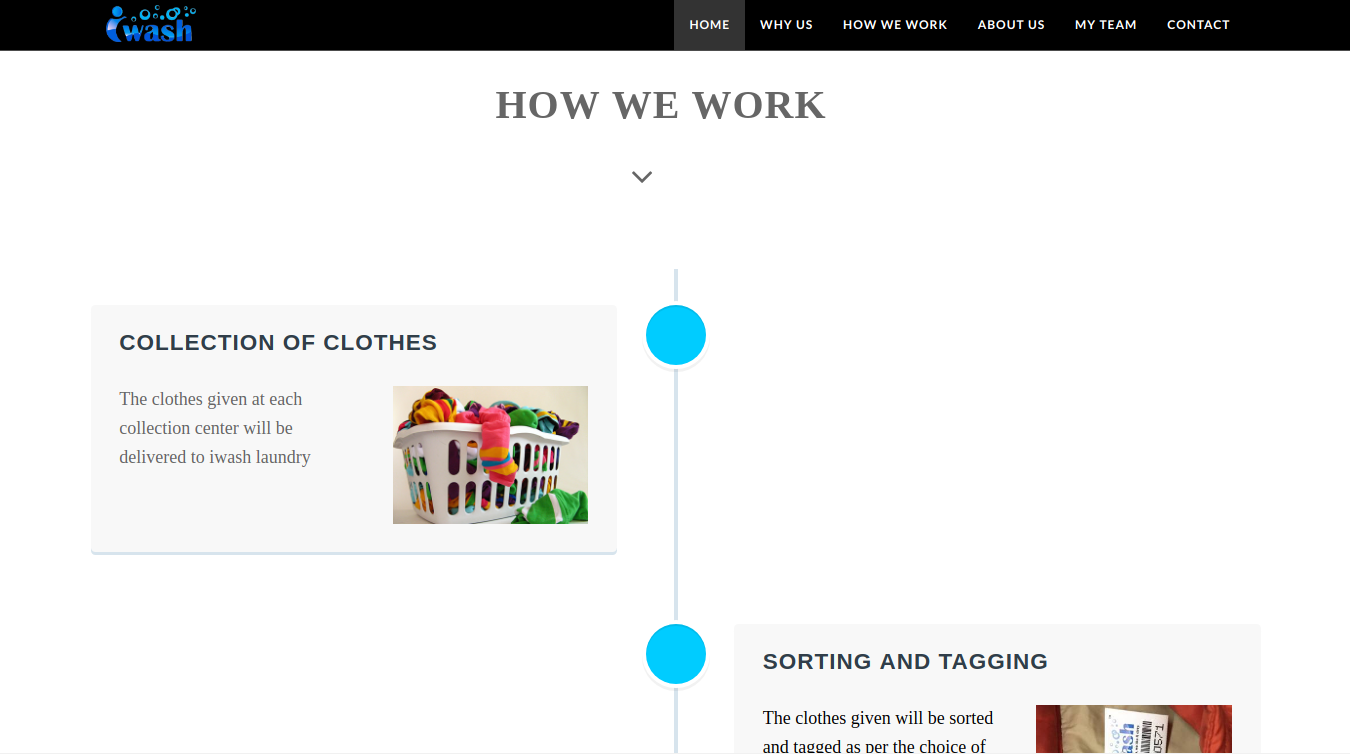 iwash
HOME WHY US HOW WE WORK ABOUT US MY TEAM CONTACT
HOW WE WORK
COLLECTION OF CLOTHES
The clothes given at each
collection center will be
delivered to iwash laundry
SORTING AND TAGGING
The clothes given will be sorted
and tagged as per the choice of
wash
0571